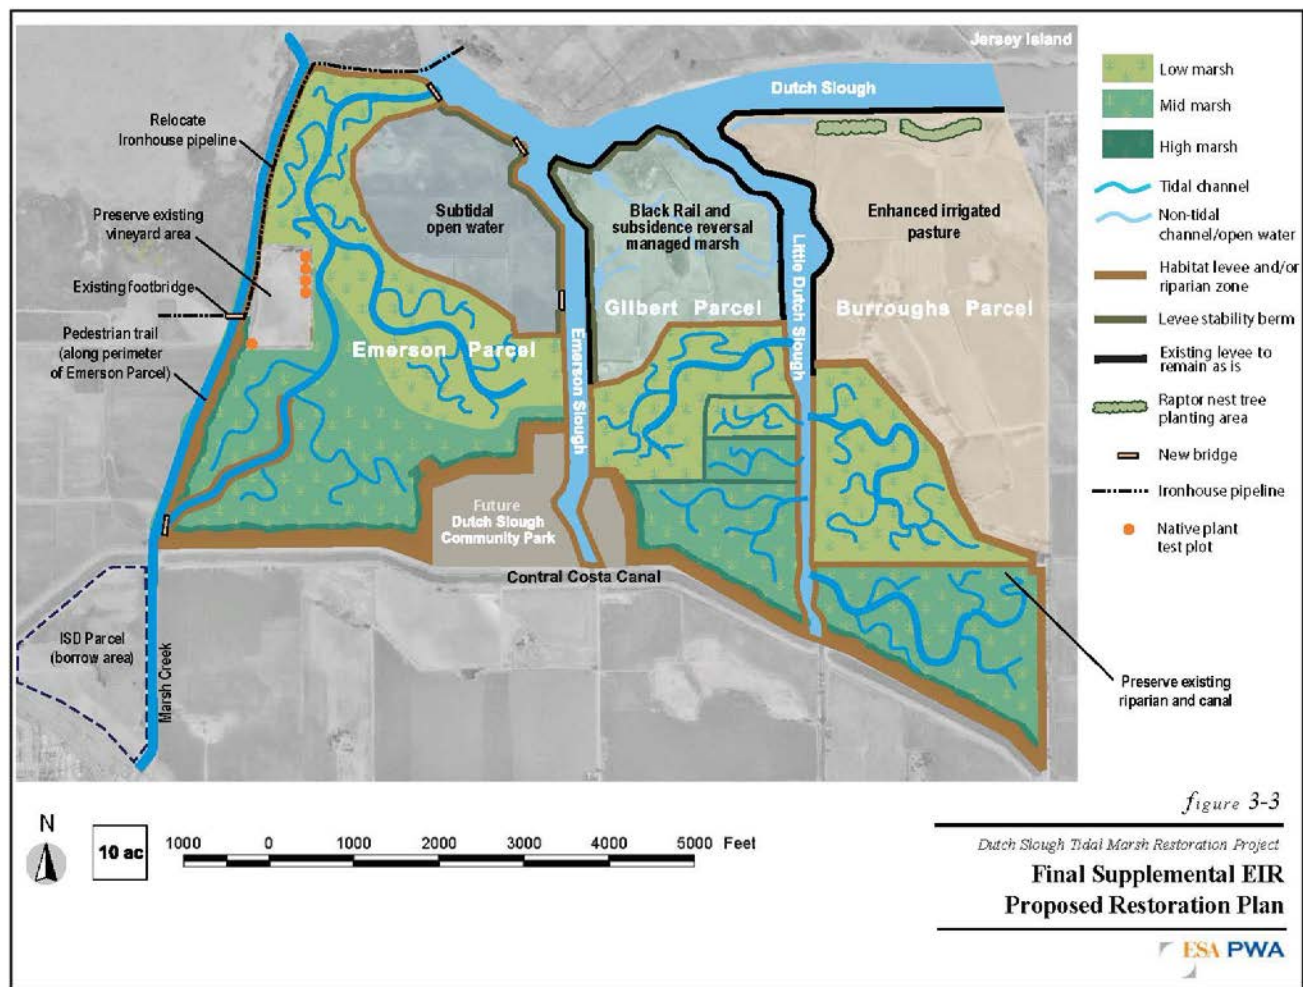 Jersey Island
Dutch Slough
Relocate
Ironhouse pipeline
Preserve existing
vineyard area
Existing footbridge
Pedestrian trail
(along perimeter
of Emerson Parcel)
Subtidal
open water
Black Rail and
subsidence reversal
managed marsh
Enhanced irrigated
pasture
Gilbert Parcel
Burroughs Parcel
Emerson Parcel
Emerson Slough
Little Dutch Slough
Future
Dutch Slough
Community Park
Central Costa Canal
ISD Parcel
(borrow area)
Marsh Creek
Preserve existing
riparian and canal
Low marsh
Mid marsh
High marsh
Tidal channel
Non-tidal
channel/open water
Habitat levee and/or
riparian zone
Levee stability berm
Existing levee to
remain as is
Raptor nest tree
planting area
New bridge
Ironhouse pipeline
Native plant
test plot
N
10 ac
1000 0 1000 2000 3000 4000 5000 Feet
figure 3-3
Dutch Slough Tidal Marsh Restoration Project
Final Supplemental EIR
Proposed Restoration Plan
ESA PWA